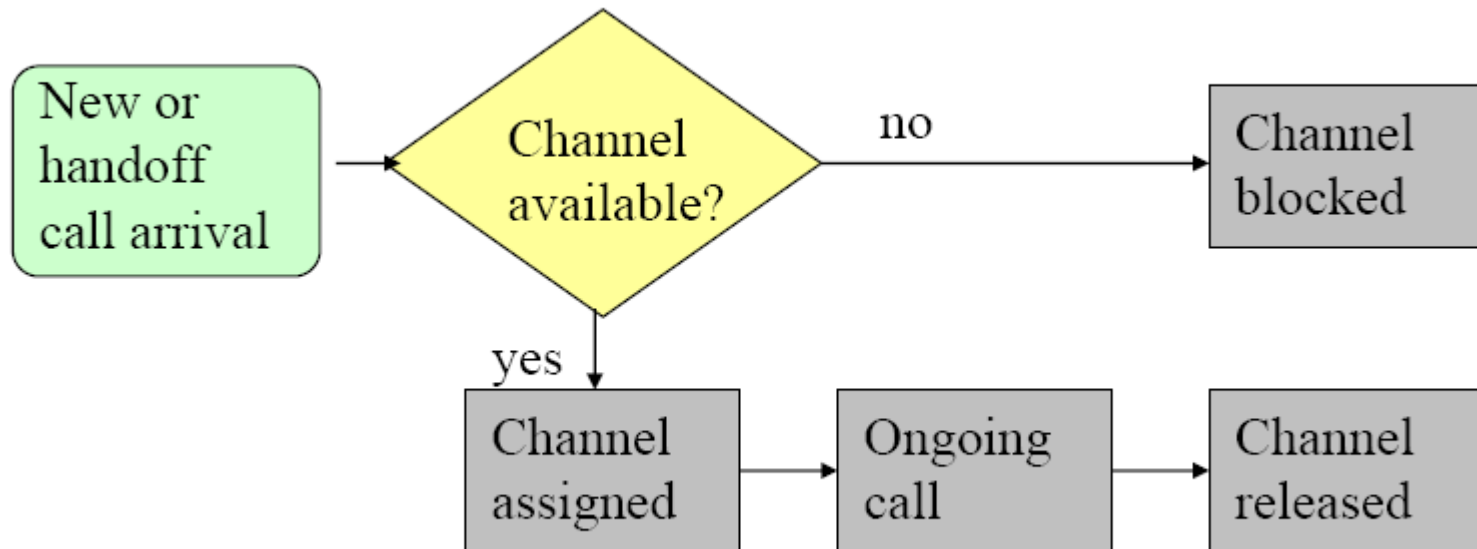 New or
handoff
call arrival
Channel
available?
no
Channel
blocked
yes
Channel
assigned
Ongoing
call
Channel
released